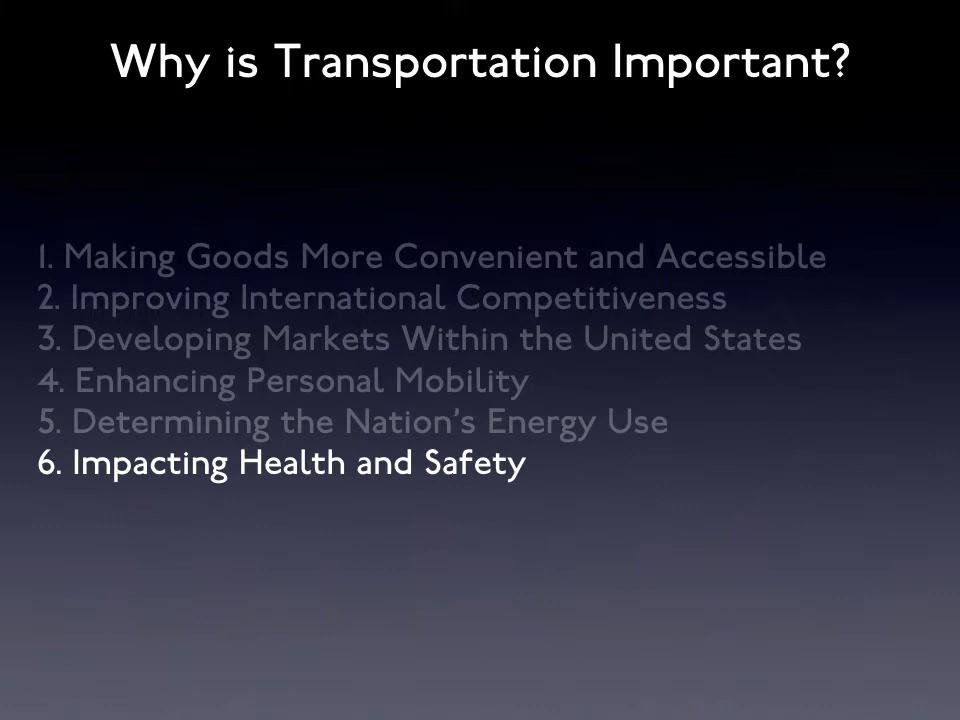 Why is Transportation Important?
1. Making Goods More Convenient and Accessible
2. Improving International Competitiveness
3. Developing Markets Within the United States
4. Enhancing Personal Mobility
5. Determining the Nation’s Energy Use
6. Impacting Health and Safety